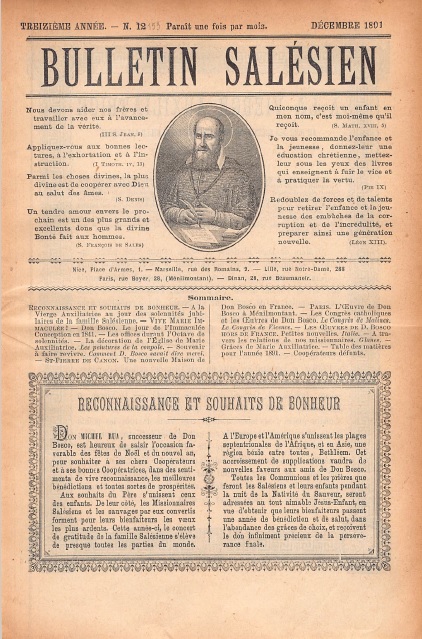 TREIZIÈME ANNÉE. — N. 12
Paraît une fois par mois.
DÉCEMBRE 1891
BULLETIN SALÉSIEN
Nous devons aider nos frères et
travailler avec eux à l'avance-
ment de la vérité.
(III S. JEAN, 8)
Appliquez-vous aux bonnes lec-
tures, à l'exhortation et à l'in-
struction.
(I TIMOTH. IV, 13)
Parmi les choses divines, la plus
divine est de coopérer avec Dieu
au salut des âmes.
(S. DENIS)
Un tendre amour envers le pro-
chain est un des plus grands et
excellents dons que la divine
Bonté fait aux hommes.
(S. FRANÇOIS DE SALES)
Quiconque reçoit un enfant en
mon nom, c'est moi-même qu'il
reçoit.
(S. MATH. XVIII, 5)
Je vous recommande l'enfance et
la jeunesse; donnez-leur une
éducation chrétienne, mettez-
leur sous les yeux des livres
qui enseignent à fuir le vice et
à pratiquer la vertu.
(PIE IX)
Redoublez de forces et de talents
pour retirer l'enfance et la jeu-
nesse des embûches de la cor-
ruption et de l'incrédulité, et
préparer ainsi une génération
nouvelle.
(LÉON XIII).
Nice, Place d'Armes, 1. — Marseille, rue des Romains, 9. — Lille, rue Notre-Dame, 288
Paris, rue Boyer, 28, (Ménilmontant). — Dinan, 28, rue Beaumanoir.
Sommaire.
RECONNAISSANCE ET SOUHAITS DE BONHEUR. — A la
Vierge Auxiliatrice au jour des solennités jubi-
laires de la famille Salésienne. — VIVE MARIE IM-
MACULÉE! — Don Bosco. Le jour de l'Immaculée
Conception en 1841. — Les offices durant l'Octave des
solennités. — La décoration de l'Église de Marie
Auxiliatrice. Les peintures de la coupole. — Souvenir
à faire revivre. Comment D. Bosco savait dire merci.
— ST-PIERRE DE CANON. Une nouvelle Maison de
Don Bosco en France. — PARIS. L'Œuvre de Don
Bosco à Ménilmontant. — Les Congrès catholiques
et les Œuvres de Don Bosco. Le Congrès de Malines.
Le Congrès de Vicence. — LES ŒUVRES DE D. BOSCO
HORS DE FRANCE. Petites nouvelles. Italie. — A tra-
vers les relations de nos missionnaires. Glanes. —
Grâces de Marie Auxiliatrice. — Table des matières
pour l'année 1891. — Coopérateurs défunts.
RECONNAISSANCE ET SOUHAITS DE BONHEUR
DON MICHEL RUA, successeur de Don
Bosco, est heureux de saisir l'occasion
favorable des fêtes de Noël et du nouvel an,
pour souhaiter à ses chers Coopérateurs
et à ses bonnes Coopératrices, dans des senti-
ments de vive reconnaissance, les meilleures
bénédictions et toutes sortes de prospérités.
Aux souhaits du Père s'unissent ceux
des enfants. De leur côté, les Missionnaires
Salésiens et les sauvages par eux convertis
forment pour leurs bienfaiteurs les vœux
les plus ardents. Cette année-ci, le concert
de gratitude de la famille Salésienne s'élève
de presque toutes les parties du monde.
A l'Europe et l'Amérique s'unissent les plages
septentrionales de l'Afrique, et en Asie, une
région bénie entre toutes, Bethléem. Cet
accroissement de supplications vaudra de
nouvelles faveurs aux amis de Don Bosco.
Toutes les Communions et les prières que
feront les Salésiens et leurs enfants pendant
la nuit de la Nativité du Sauveur, seront
adressées au tout aimable Jésus-Enfant, en
vue d'obtenir que leurs bienfaiteurs passent
une année de bénédiction et de salut, dans
l'abondance des grâces de choix, et reçoivent
le don infiniment précieux de la persévé-
rance finale.